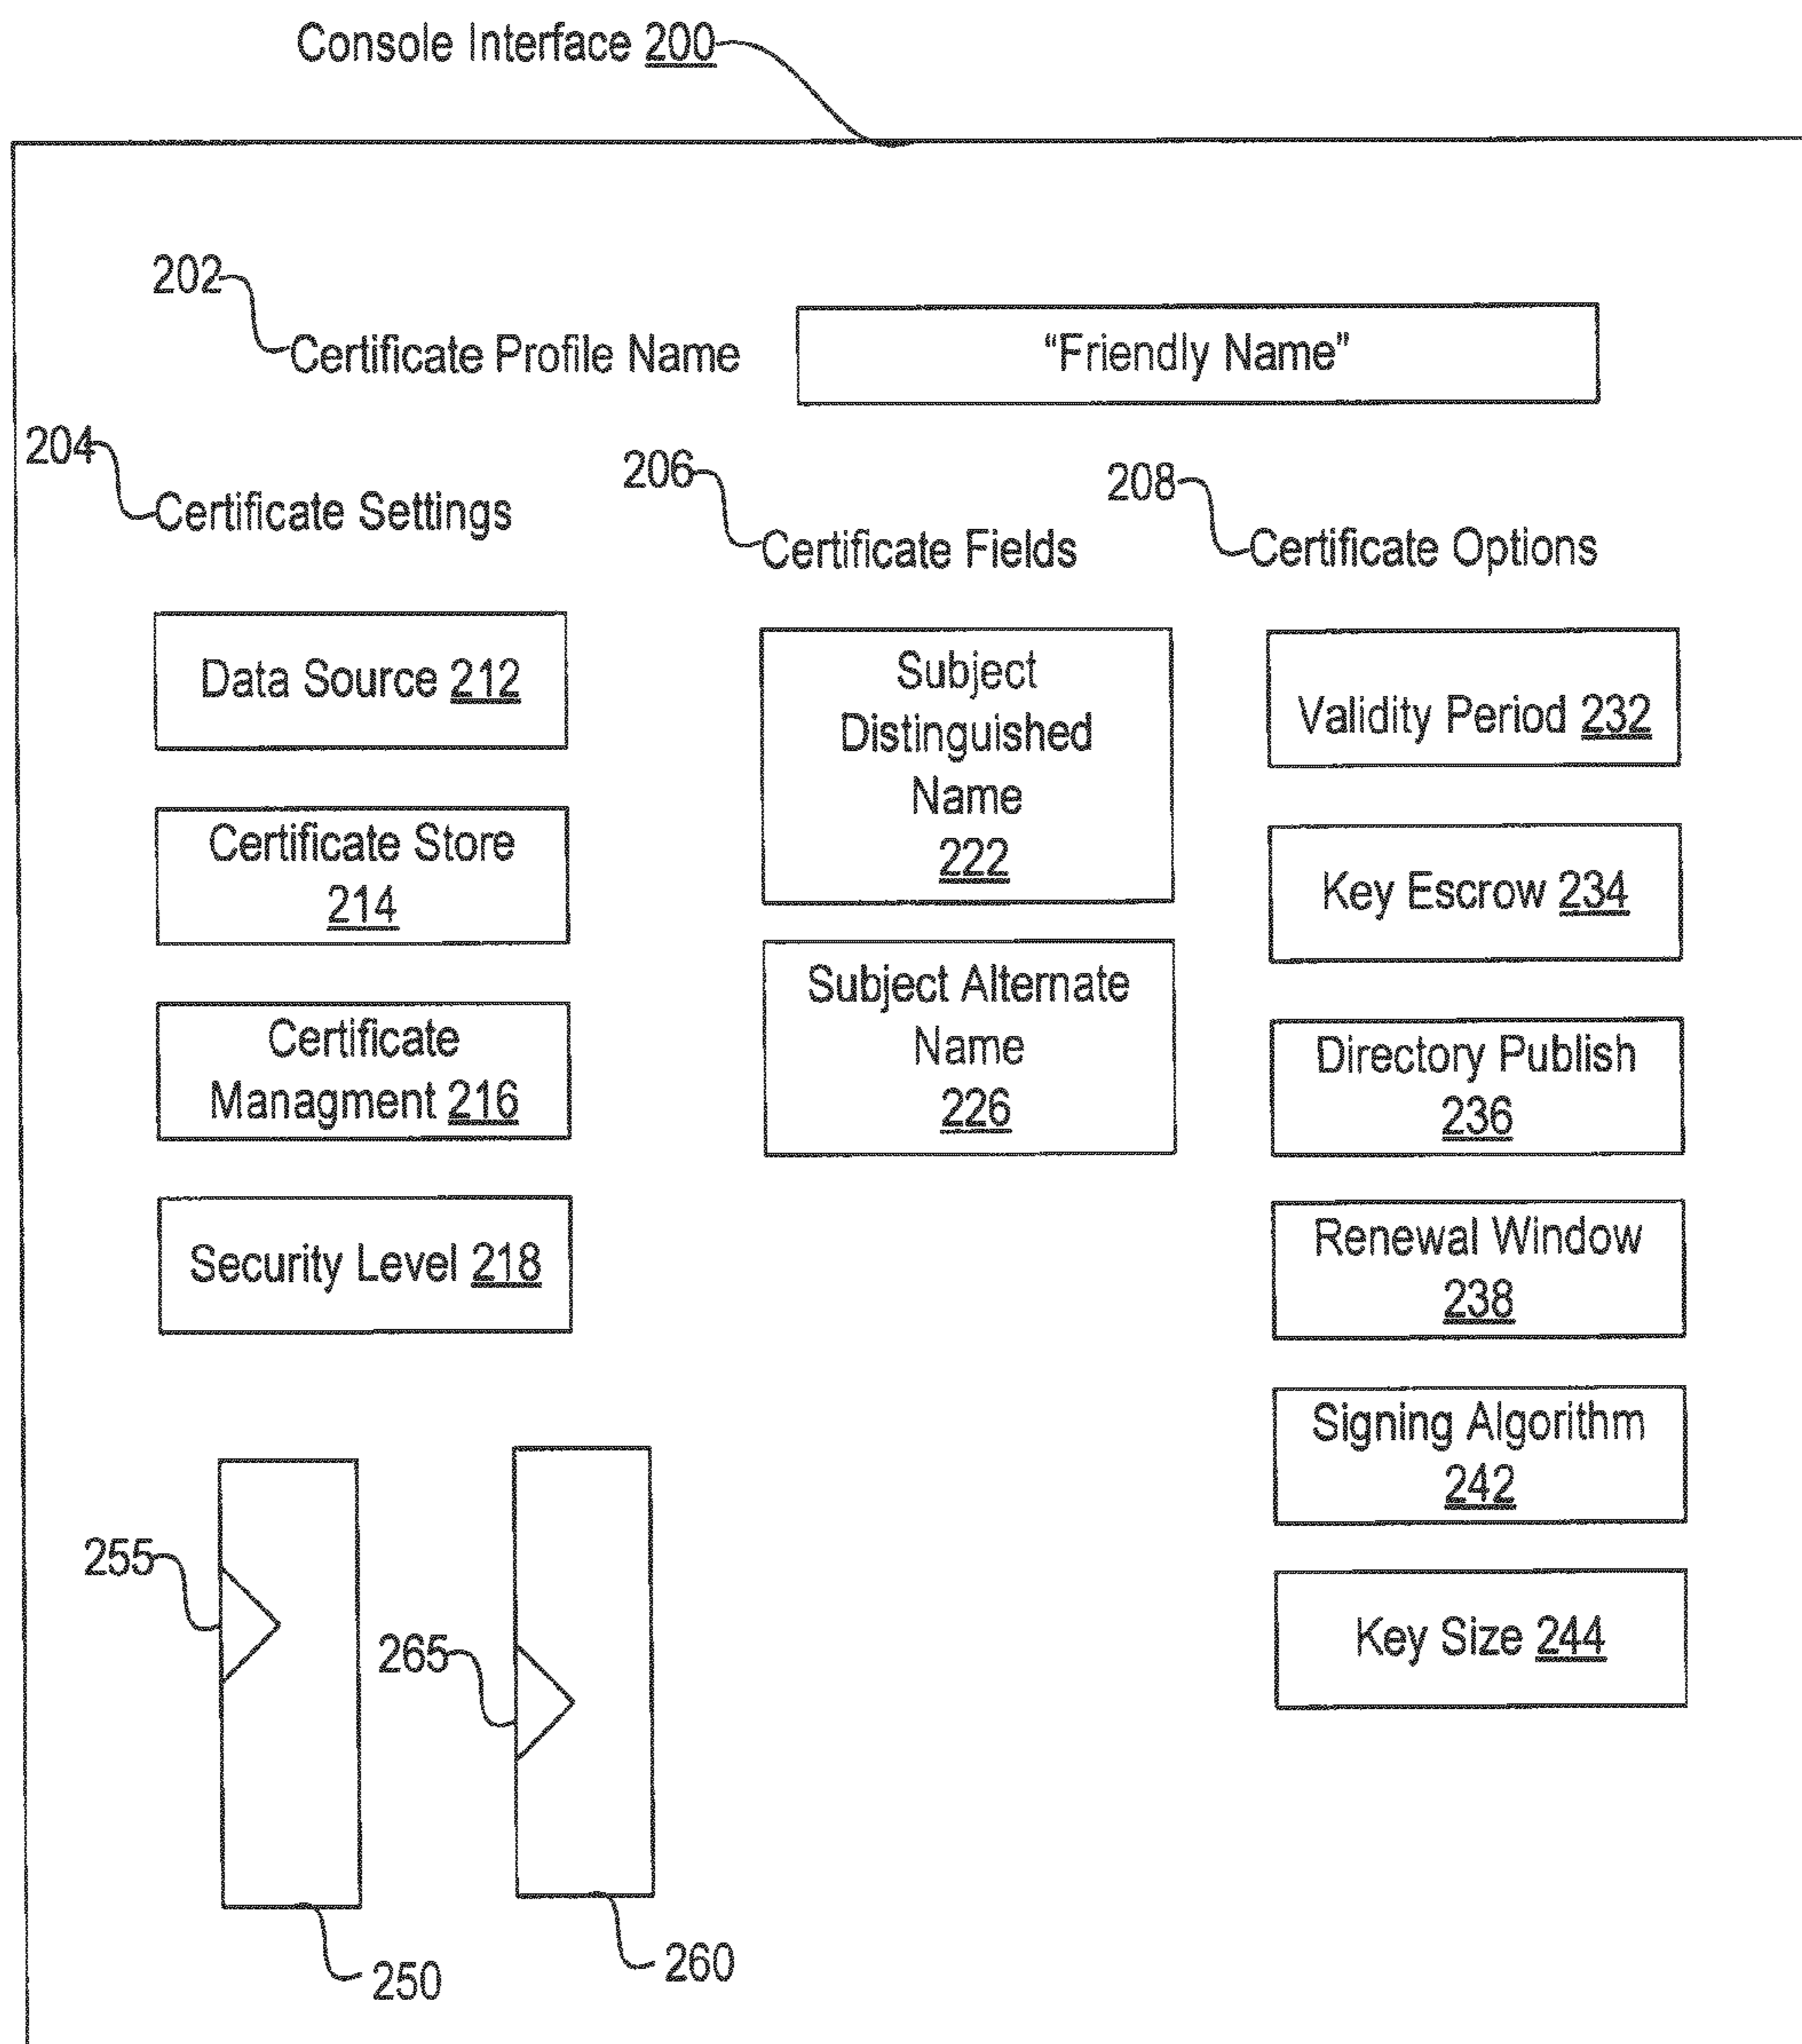 Console Interface 200
202
Certificate Profile Name
“Friendly Name”
204
Certificate Settings
206
Certificate Fields
208
Certificate Options
Data Source 212
Certificate Store
214
Certificate
Managment 216
Security Level 218
Subject
Distinguished
Name
222
Subject Alternate
Name
226
Validity Period 232
Key Escrow 234
Directory Publish
236
Renewal Window
238
Signing Algorithm
242
Key Size 244
255
265
250
260